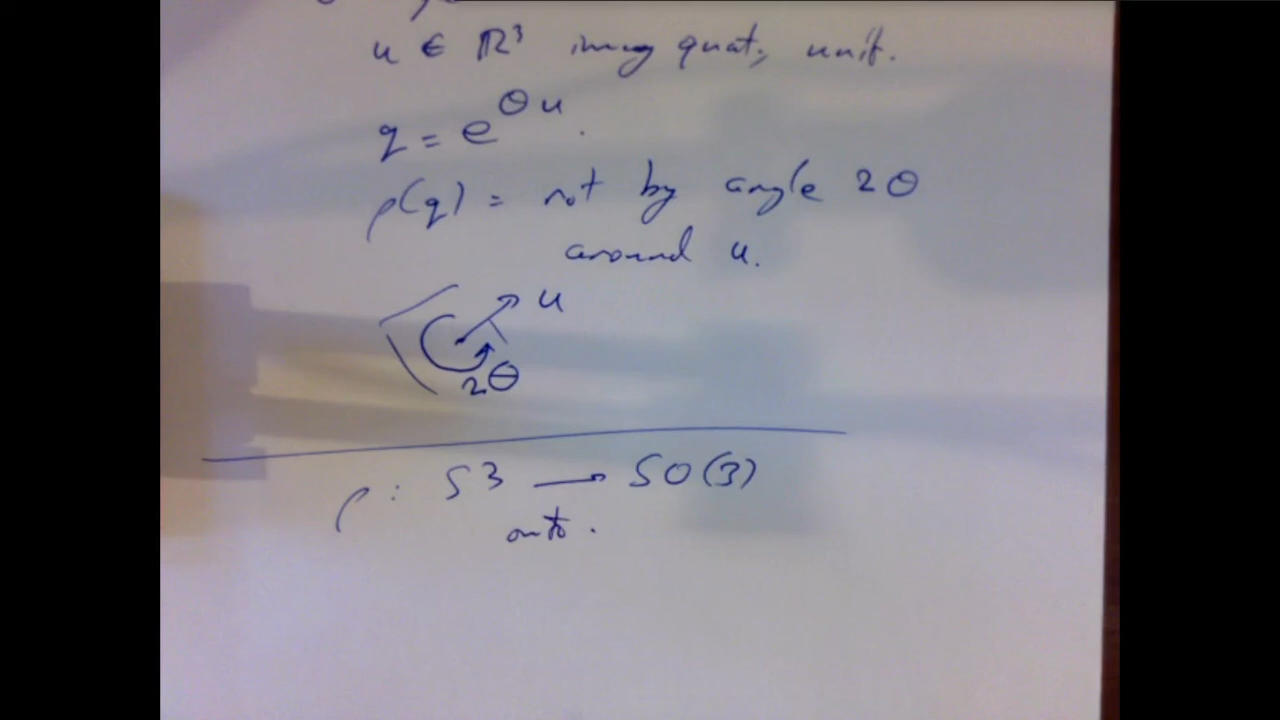 u ∈ ℝ³ imag quat, unit.
q = e^{θu}.
ρ(q) = rot by angle 2θ
around u.
u
2θ
ρ: S3 → SO(3)
onto.